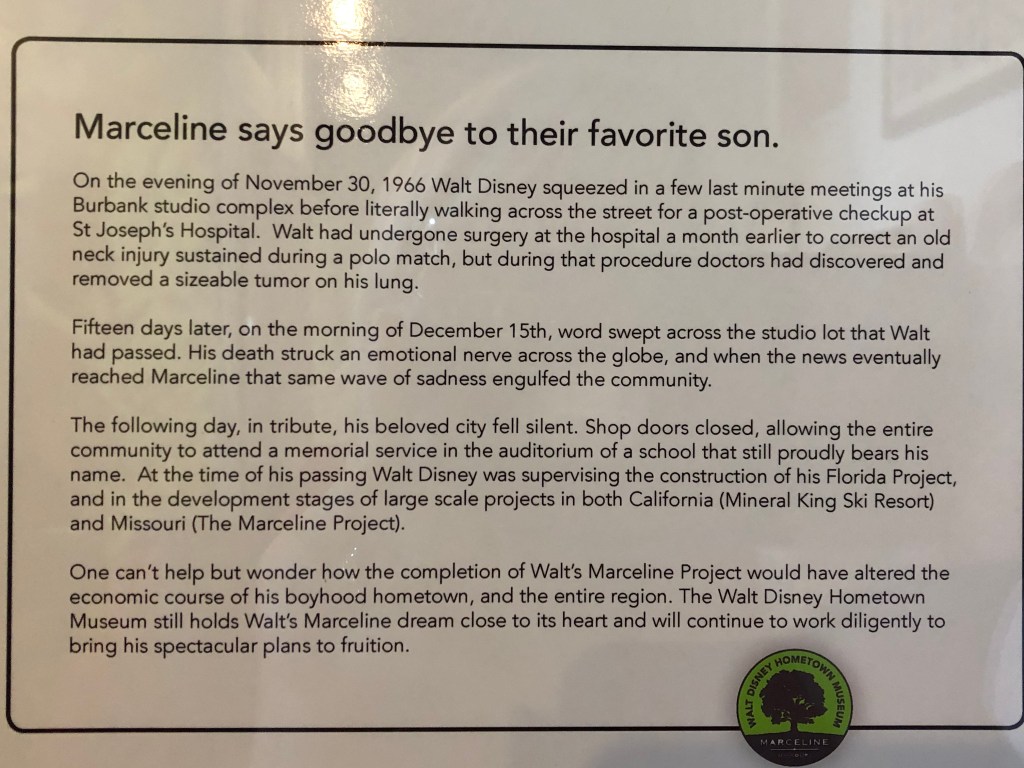 Marceline says goodbye to their favorite son.
On the evening of November 30, 1966 Walt Disney squeezed in a few last minute meetings at his
Burbank studio complex before literally walking across the street for a post-operative checkup at
St Joseph's Hospital. Walt had undergone surgery at the hospital a month earlier to correct an old
neck injury sustained during a polo match, but during that procedure doctors had discovered and
removed a sizeable tumor on his lung.
Fifteen days later, on the morning of December 15th, word swept across the studio lot that Walt
had passed. His death struck an emotional nerve across the globe, and when the news eventually
reached Marceline that same wave of sadness engulfed the community.
The following day, in tribute, his beloved city fell silent. Shop doors closed, allowing the entire
community to attend a memorial service in the auditorium of a school that still proudly bears his
name. At the time of his passing Walt Disney was supervising the construction of his Florida Project,
and in the development stages of large scale projects in both California (Mineral King Ski Resort)
and Missouri (The Marceline Project).
One can't help but wonder how the completion of Walt's Marceline Project would have altered the
economic course of his boyhood hometown, and the entire region. The Walt Disney Hometown
Museum still holds Walt's Marceline dream close to its heart and will continue to work diligently to
bring his spectacular plans to fruition.
WALT DISNEY HOMETOWN MUSEUM
MARCELINE